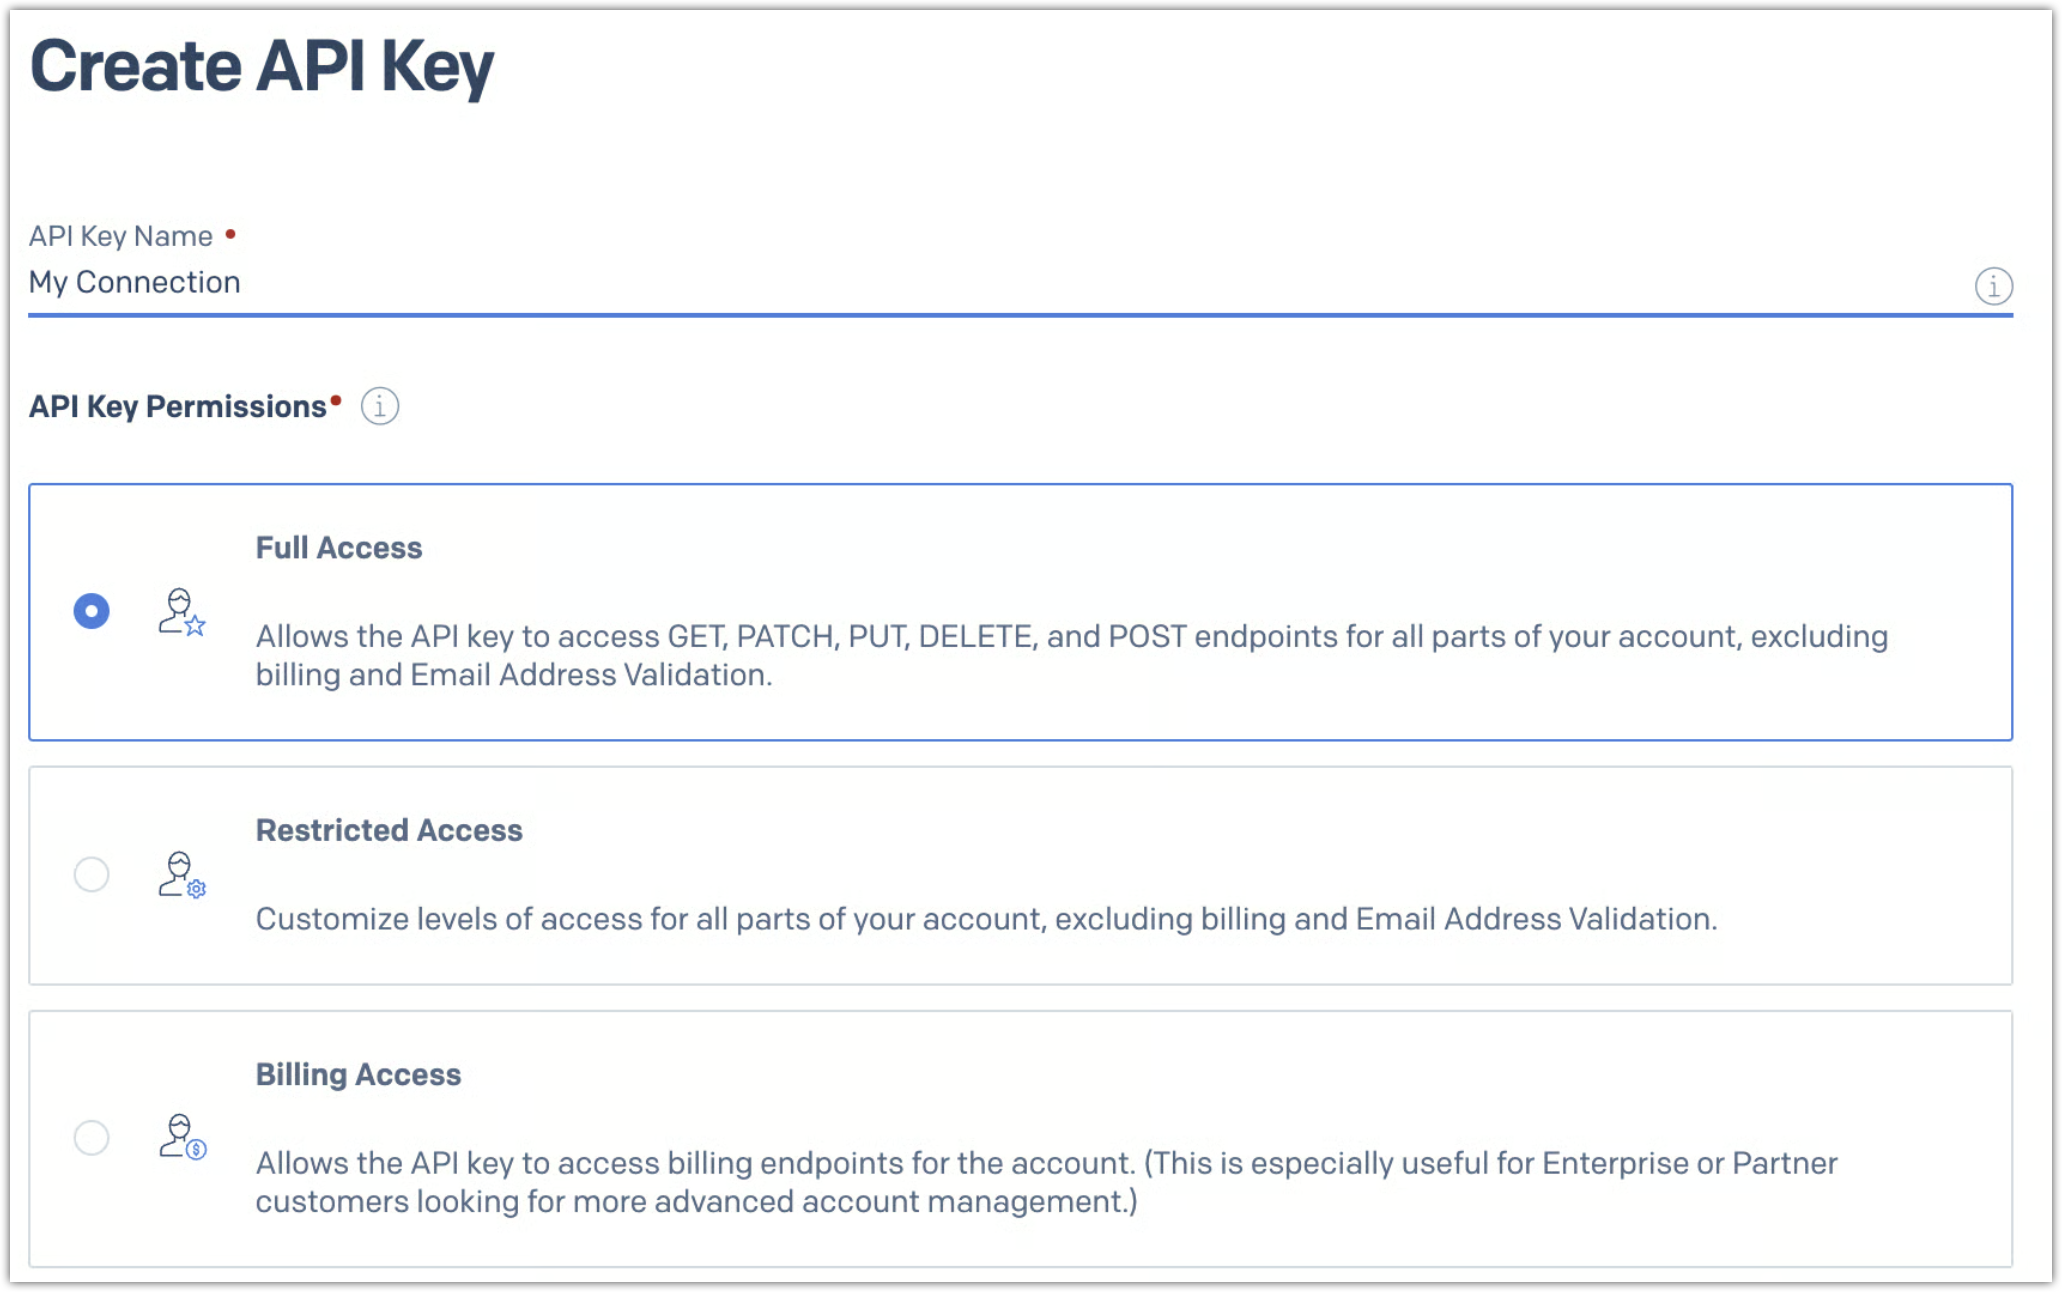 Create API Key
API Key Name •
My Connection
API Key Permissions•
Full Access
Allows the API key to access GET, PATCH, PUT, DELETE, and POST endpoints for all parts of your account, excluding
billing and Email Address Validation.
Restricted Access
Customize levels of access for all parts of your account, excluding billing and Email Address Validation.
Billing Access
Allows the API key to access billing endpoints for the account. (This is especially useful for Enterprise or Partner
customers looking for more advanced account management.)